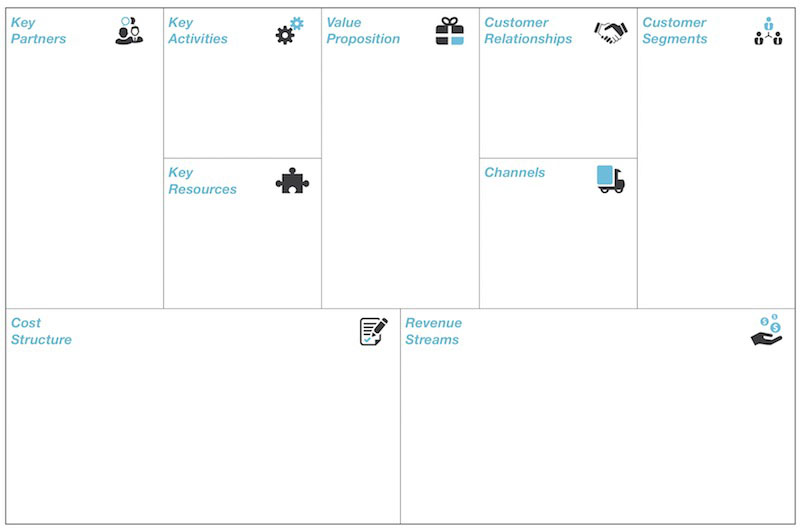 Key
Partners
Key
Activities
Key
Resources
Value
Proposition
Customer
Relationships
Channels
Customer
Segments
Cost
Structure
Revenue
Streams
$
$
$